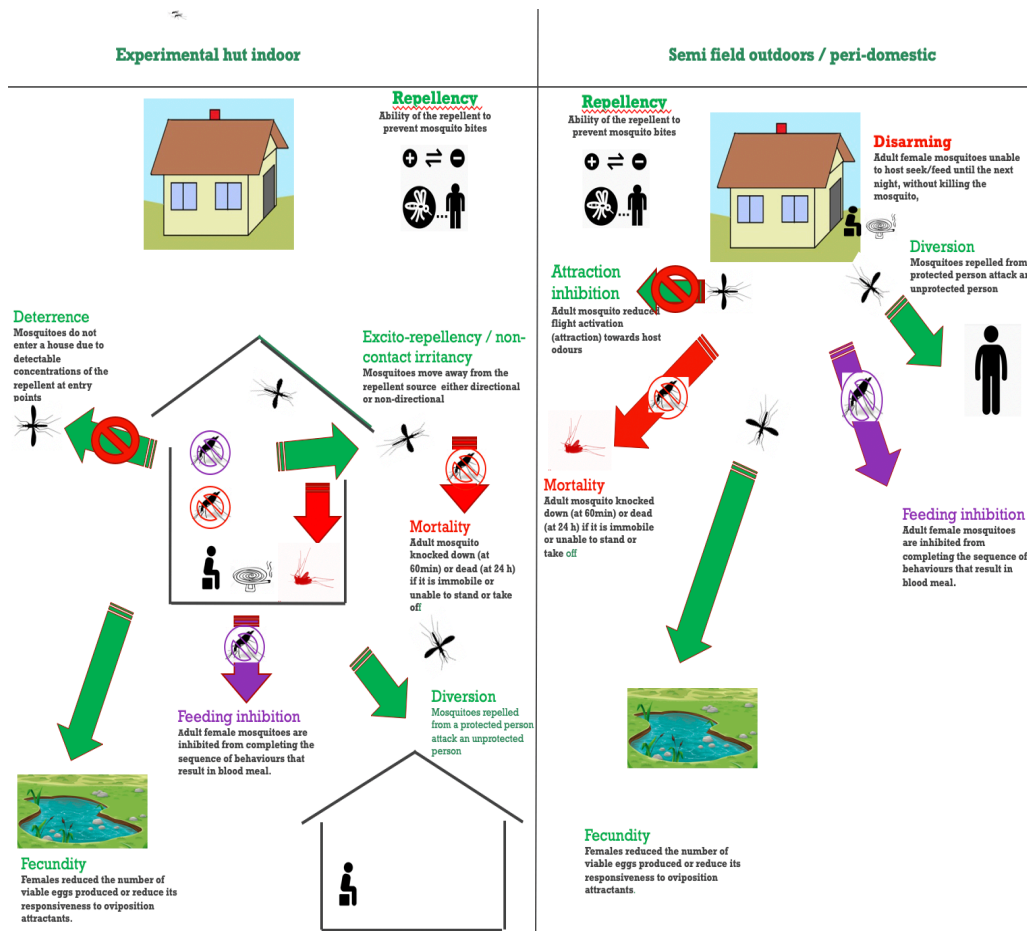 Experimental hut indoor
Repellency
Ability of the repellent to
prevent mosquito bites
Deterrence
Mosquitoes do not
enter a house due to
detectable
concentrations of the
repellent at entry
points
Excito-repellency / non-
contact irritancy
Mosquitoes move away from the
repellent source either directional
or non-directional
Mortality
Adult mosquito
knocked down (at
60min) or dead (at 24 h)
if it is immobile or
unable to stand or take
off
Feeding inhibition
Adult female mosquitoes are
inhibited from completing the
sequence of behaviours that
result in blood meal.
Diversion
Mosquitoes repelled
from a protected person
attack an unprotected
person
Fecundity
Females reduced the number of
viable eggs produced or reduce its
responsiveness to oviposition
attractants.
Semi field outdoors / peri-domestic
Repellency
Ability of the repellent to
prevent mosquito bites
Disarming
Adult female mosquitoes unable
to host seek/feed until the next
night, without killing the
mosquito,
Diversion
Mosquitoes repelled from
protected person attack an
unprotected person
Attraction
inhibition
Adult mosquito reduced
flight activation
(attraction) towards host
odours
Mortality
Adult mosquito knocked
down (at 60min) or dead
(at 24 h) if it is immobile
or unable to stand or
take off
Feeding inhibition
Adult female mosquitoes
are inhibited from
completing the sequence of
behaviours that result in
blood meal.
Fecundity
Females reduced the number of
viable eggs produced or reduce its
responsiveness to oviposition
attractants.